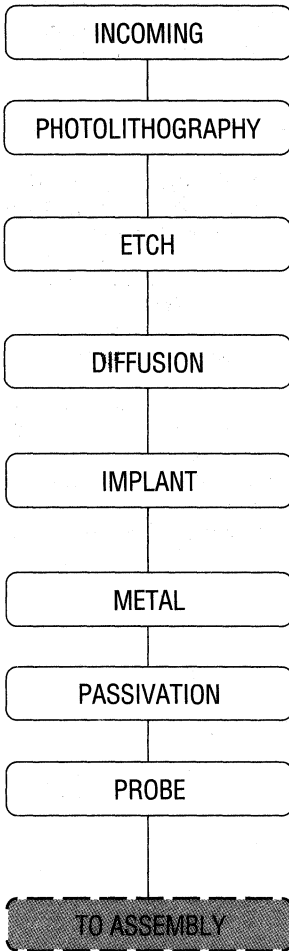 INCOMING
PHOTOLITHOGRAPHY
ETCH
DIFFUSION
IMPLANT
METAL
PASSIVATION
PROBE
TO ASSEMBLY